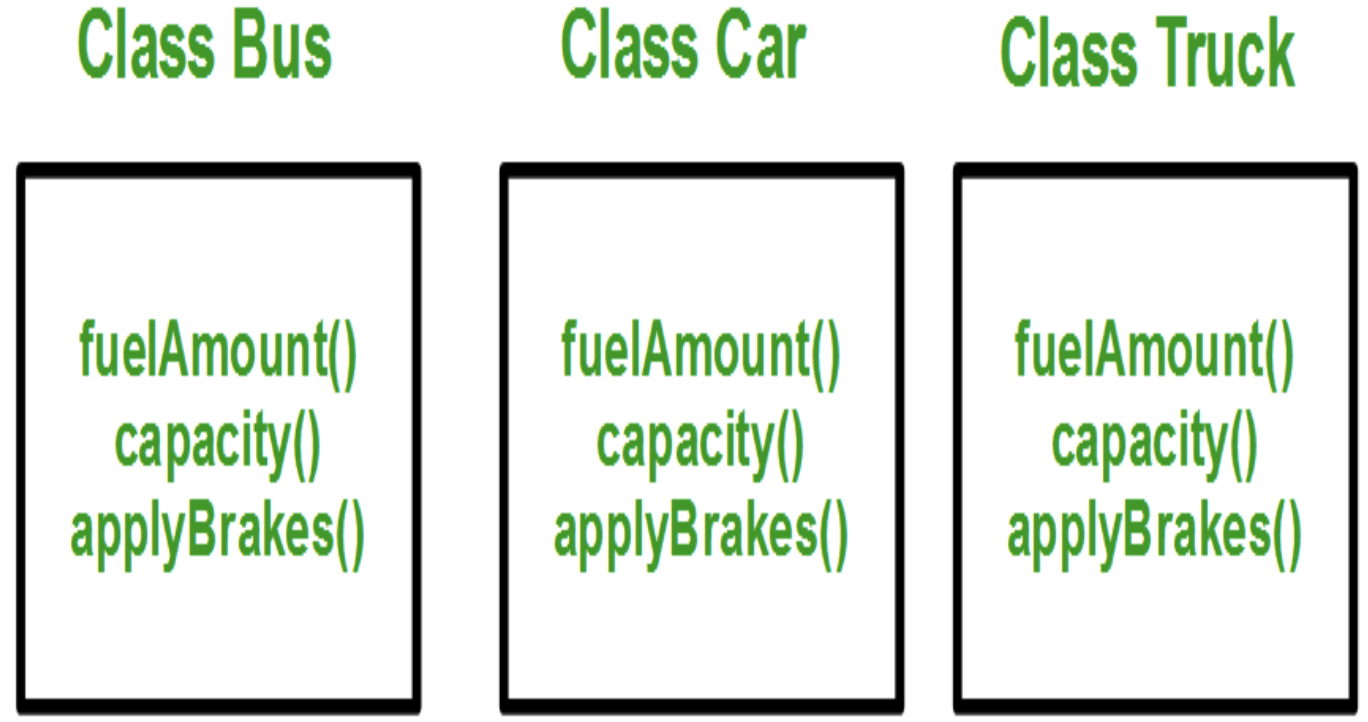 Class Bus
Class Car
Class Truck
fuelAmount()
capacity()
applyBrakes()
fuelAmount()
capacity()
applyBrakes()
fuelAmount()
capacity()
applyBrakes()